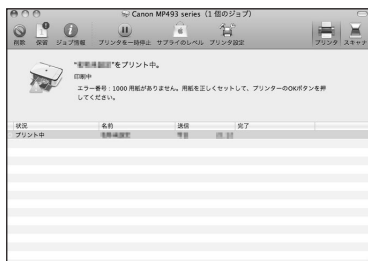 Canon MP493 series (1 個のジョブ)
削除 保留 ジョブ情報 プリンタを一時停止 サプライのレベル プリンタ設定 プリンタ スキャナ
"をプリント中。
印刷中
エラー番号 : 1000 用紙がありません。用紙を正しくセットして、プリンターのOKボタンを押
してください。
状況 名前 送信 完了
プリント中